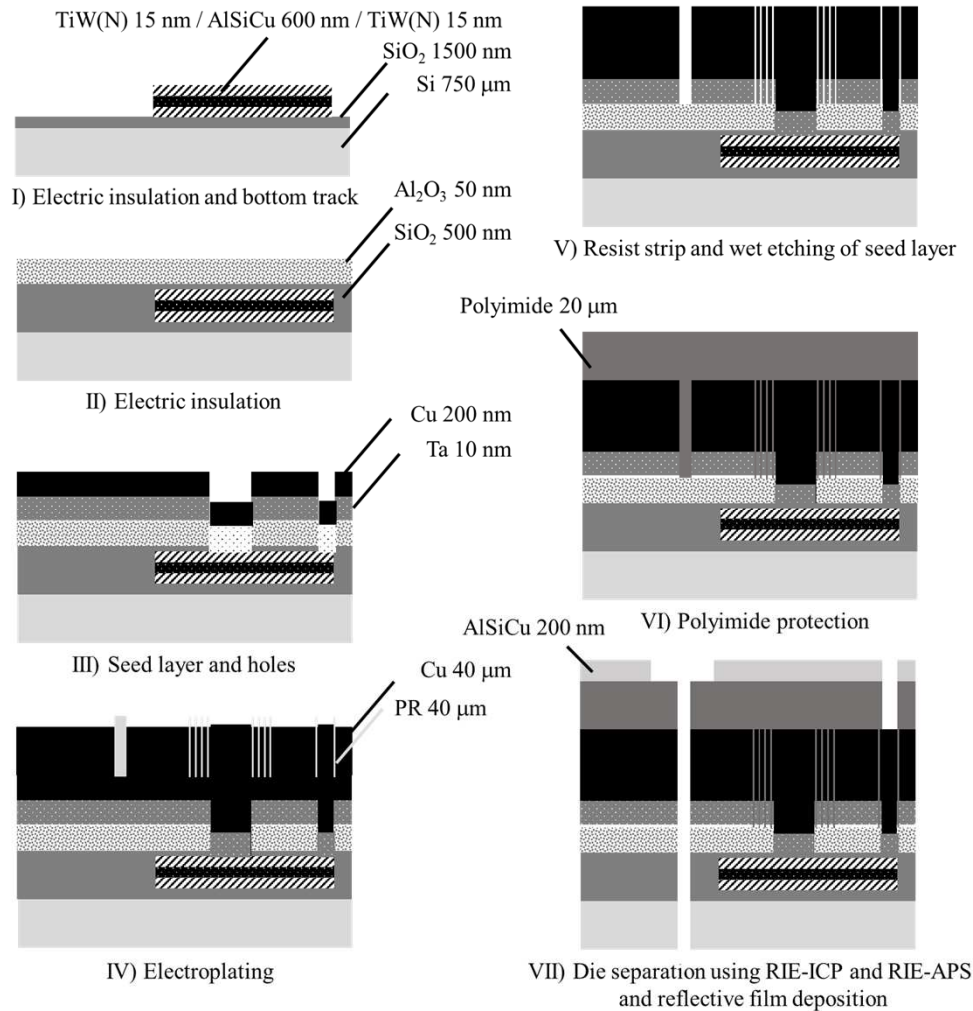 TiW(N) 15 nm / AlSiCu 600 nm / TiW(N) 15 nm
SiO₂ 1500 nm
Si 750 μm
I) Electric insulation and bottom track
Al₂O₃ 50 nm
SiO₂ 500 nm
II) Electric insulation
Cu 200 nm
Ta 10 nm
III) Seed layer and holes
Cu 40 μm
PR 40 μm
IV) Electroplating
V) Resist strip and wet etching of seed layer
Polyimide 20 μm
VI) Polyimide protection
AlSiCu 200 nm
VII) Die separation using RIE-ICP and RIE-APS
and reflective film deposition